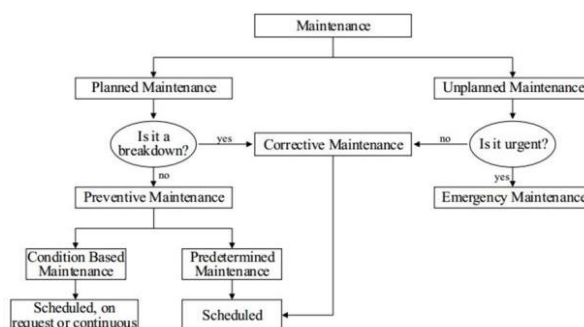 Maintenance
Planned Maintenance
Unplanned Maintenance
Is it a
breakdown?
yes
Corrective Maintenance
no
Is it urgent?
no
yes
Preventive Maintenance
Emergency Maintenance
Condition Based
Maintenance
Predetermined
Maintenance
Scheduled, on
request or continuous
Scheduled